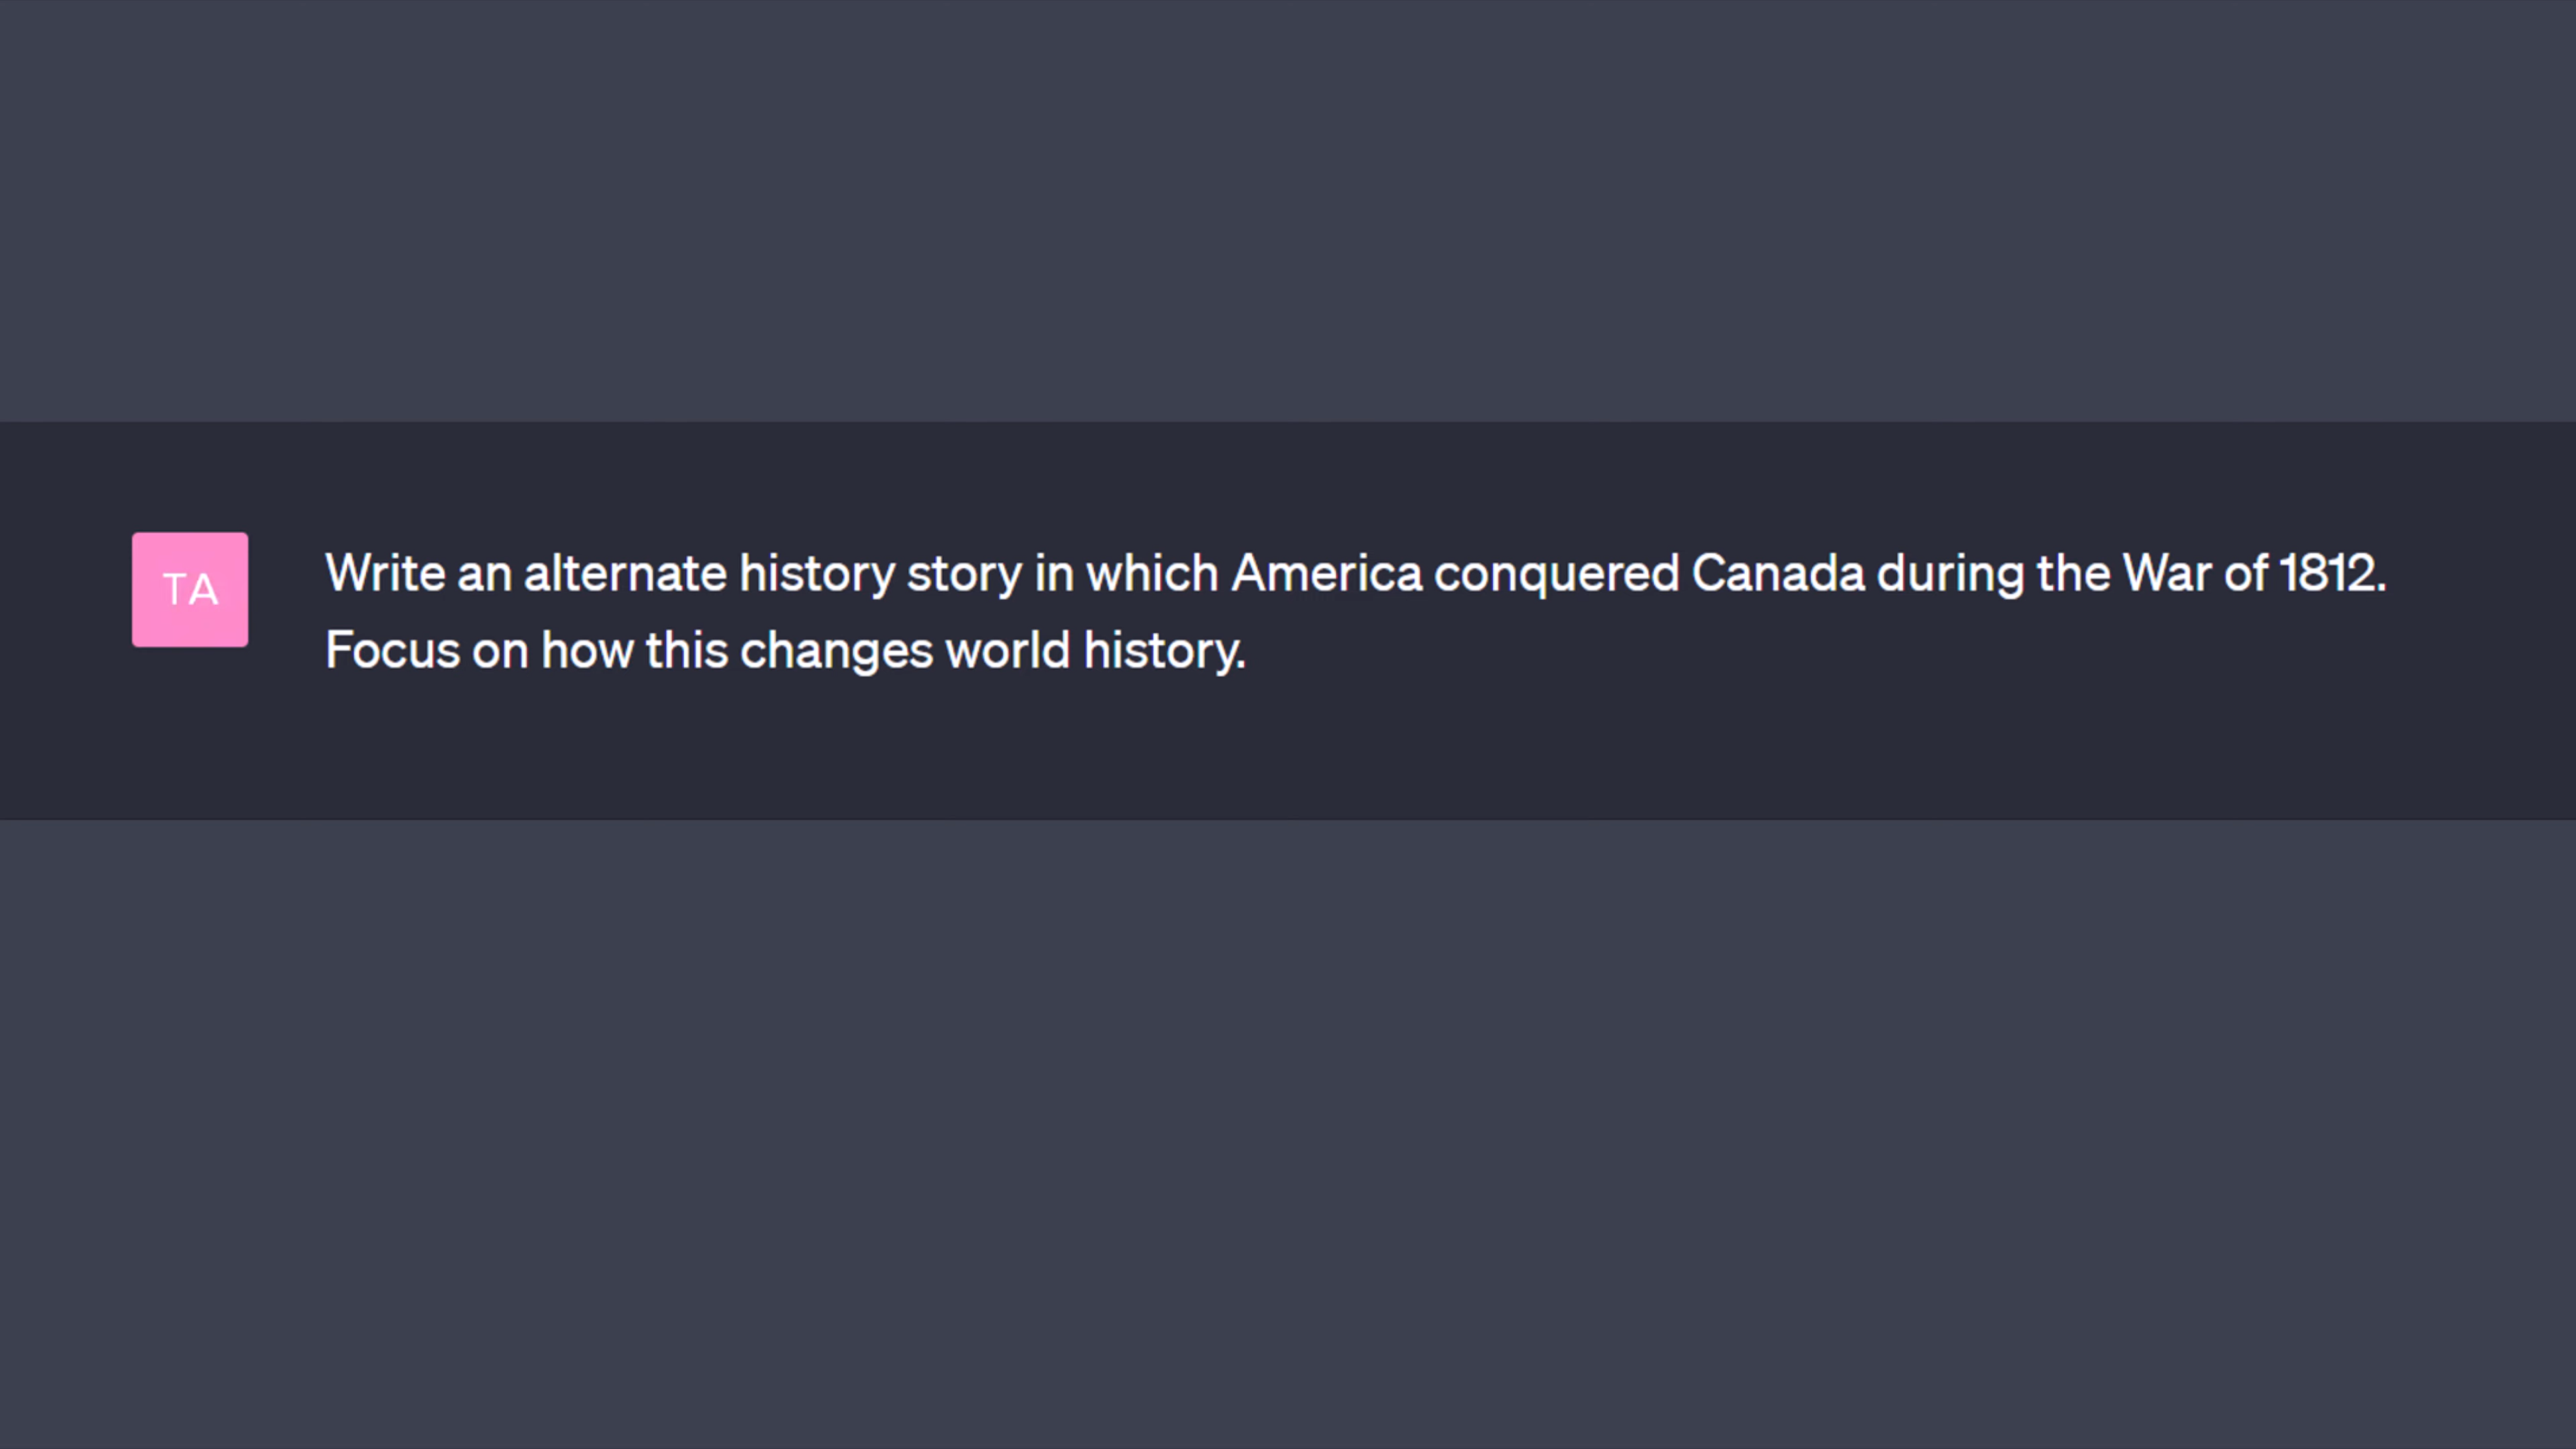 TA
Write an alternate history story in which America conquered Canada during the War of 1812.
Focus on how this changes world history.